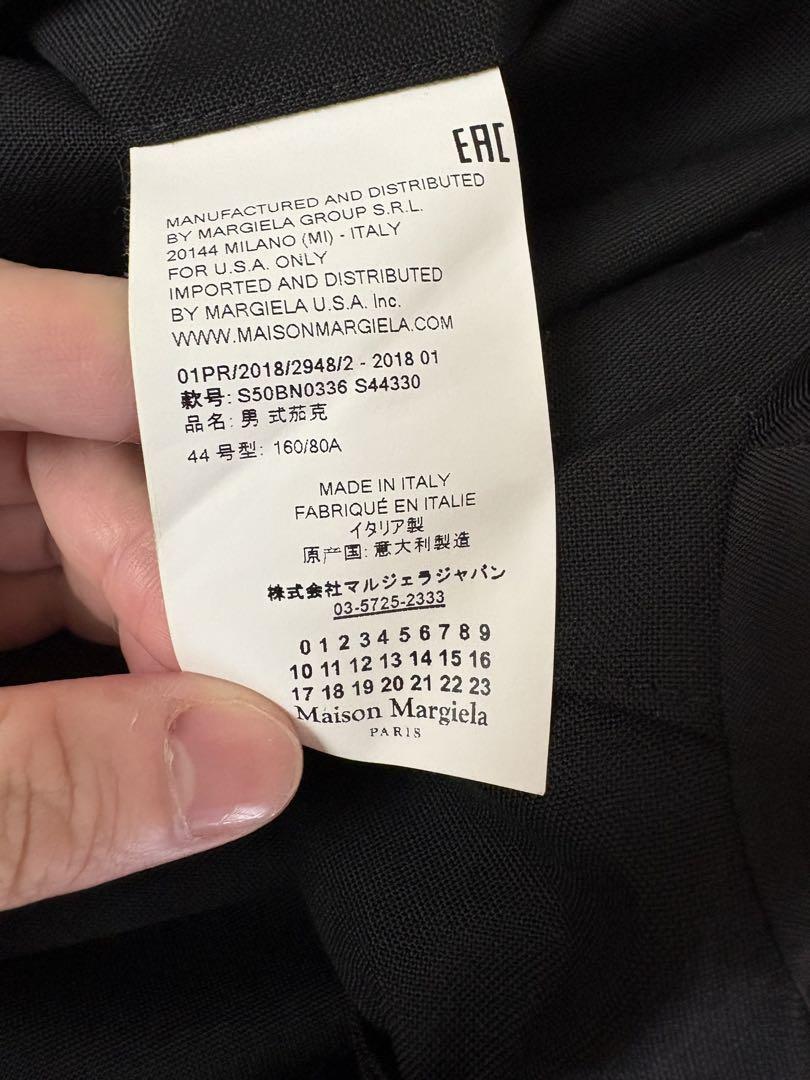 EAC
MANUFACTURED AND DISTRIBUTED
BY MARGIELA GROUP S.R.L.
20144 MILANO (MI) - ITALY
FOR U.S.A. ONLY
IMPORTED AND DISTRIBUTED
BY MARGIELA U.S.A. Inc.
WWW.MAISONMARGIELA.COM
01PR/2018/2948/2 - 2018 01
款号: S50BN0336 S44330
品名: 男 式茄克
44 号型: 160/80A
MADE IN ITALY
FABRIQUÉ EN ITALIE
イタリア製
原产国: 意大利製造
株式会社マルジェラジャパン
03-5725-2333
0 1 2 3 4 5 6 7 8 9
10 11 12 13 14 15 16
17 18 19 20 21 22 23
Maison Margiela
PARIS